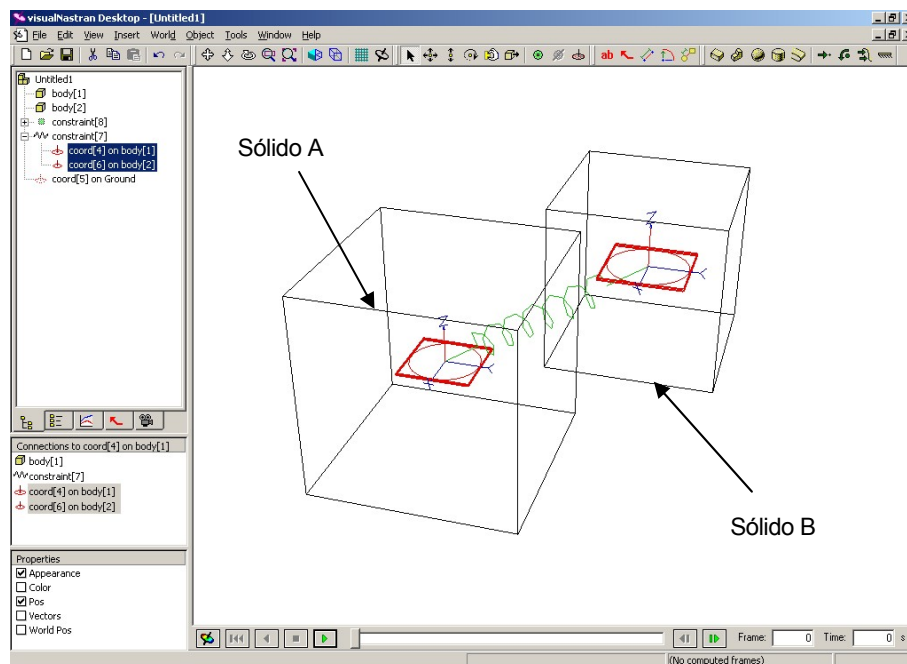 visualNastran Desktop - [Untitled1]
File Edit View Insert World Object Tools Window Help
ab
Untitled1
body[1]
body[2]
constraint[8]
constraint[7]
coord[4] on body[1]
coord[6] on body[2]
coord[5] on Ground
Sólido A
Z
Y
X
Z
Y
X
Sólido B
Connections to coord[4] on body[1]
body[1]
constraint[7]
coord[4] on body[1]
coord[6] on body[2]
Properties
Appearance
Color
Pos
Vectors
World Pos
Frame: 0 Time: 0 s
(No computed frames)